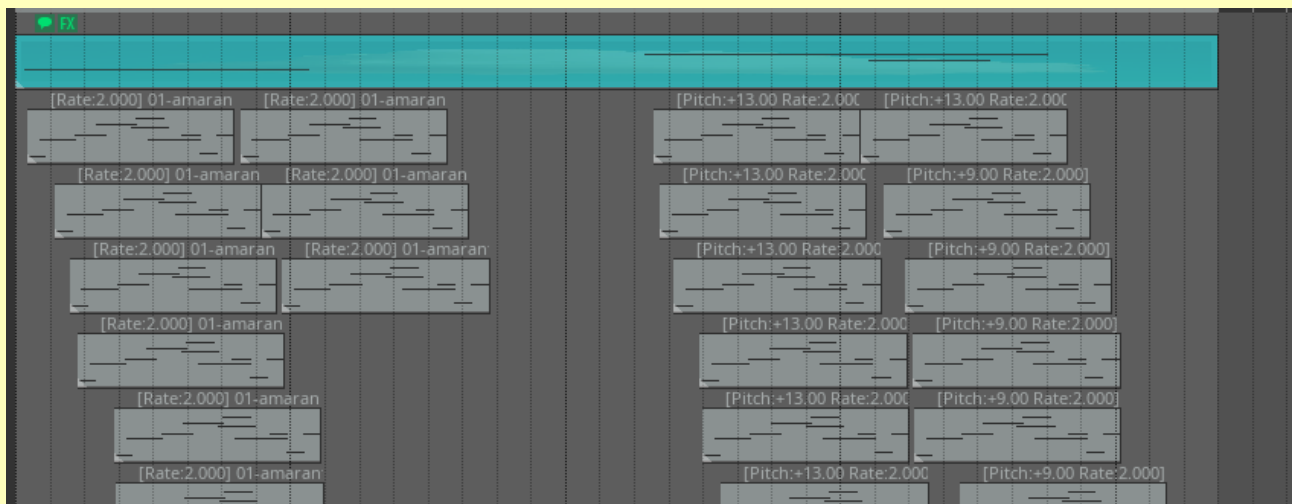 FX
[Rate:2.000] 01-amaran [Rate:2.000] 01-amaran [Pitch:+13.00 Rate:2.000 [Pitch:+13.00 Rate:2.000
[Rate:2.000] 01-amaran [Rate:2.000] 01-amaran [Pitch:+13.00 Rate:2.000 [Pitch:+9.00 Rate:2.000]
[Rate:2.000] 01-amaran [Rate:2.000] 01-amaran [Pitch:+13.00 Rate:2.000 [Pitch:+9.00 Rate:2.000]
[Rate:2.000] 01-amaran [Pitch:+13.00 Rate:2.000 [Pitch:+9.00 Rate:2.000]
[Rate:2.000] 01-amaran [Pitch:+13.00 Rate:2.000 [Pitch:+9.00 Rate:2.000]
[Rate:2.000] 01-amaran [Pitch:+13.00 Rate:2.000 [Pitch:+9.00 Rate:2.000]